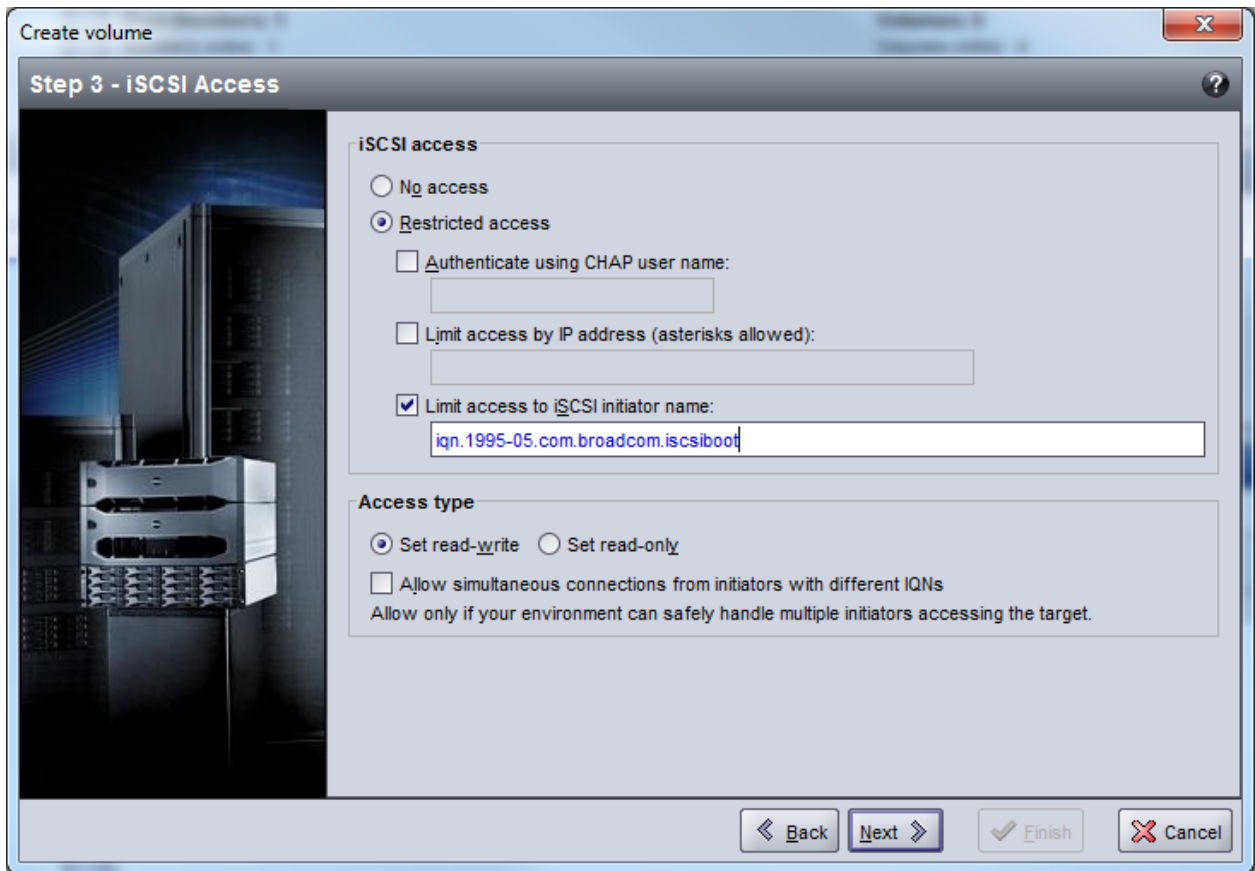 Create volume
Step 3 - iSCSI Access
iSCSI access
No access
Restricted access
Authenticate using CHAP user name:
Limit access by IP address (asterisks allowed):
Limit access to iSCSI initiator name:
iqn.1995-05.com.broadcom.iscsiboot
Access type
Set read-write Set read-only
Allow simultaneous connections from initiators with different IQNs
Allow only if your environment can safely handle multiple initiators accessing the target.
Back Next Finish Cancel